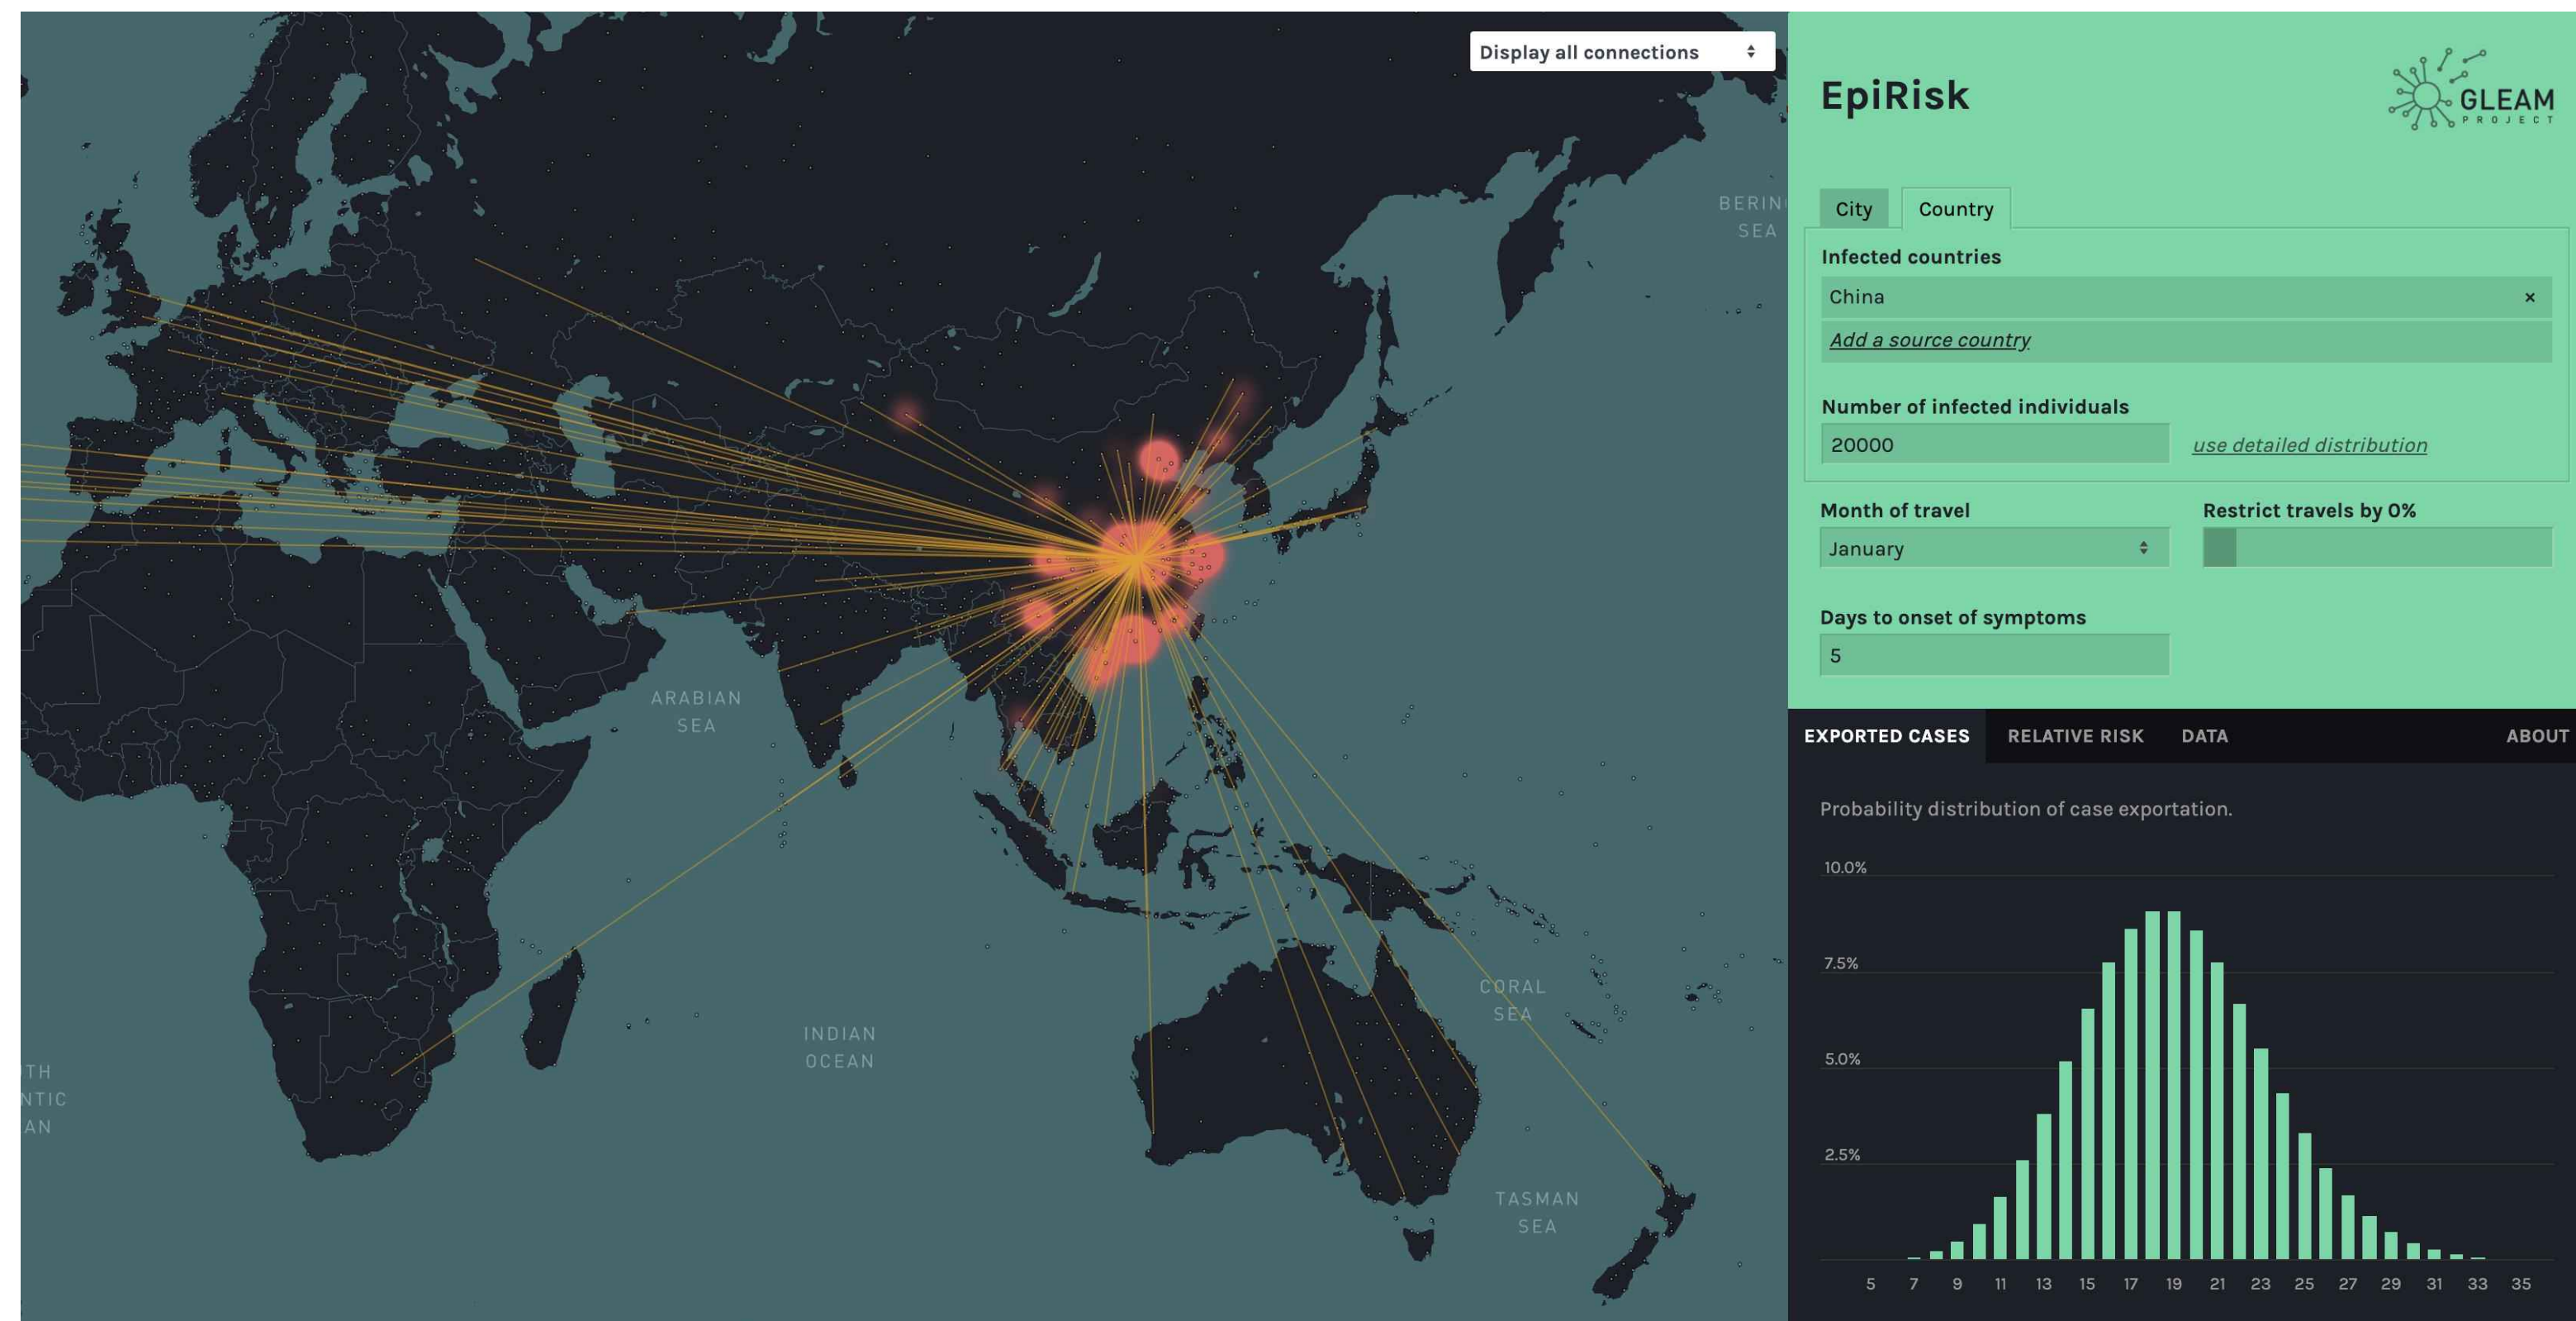 Display all connections
BERIN
SEA
ARABIAN
SEA
INDIAN
OCEAN
CORAL
SEA
TASMAN
SEA
TH
NTIC
AN
EpiRisk
GLEAM
PROJECT
City Country
Infected countries
China ×
Add a source country
Number of infected individuals
20000 use detailed distribution
Month of travel Restrict travels by 0%
January
Days to onset of symptoms
5
EXPORTED CASES RELATIVE RISK DATA ABOUT
Probability distribution of case exportation.
10.0%
7.5%
5.0%
2.5%
5 7 9 11 13 15 17 19 21 23 25 27 29 31 33 35